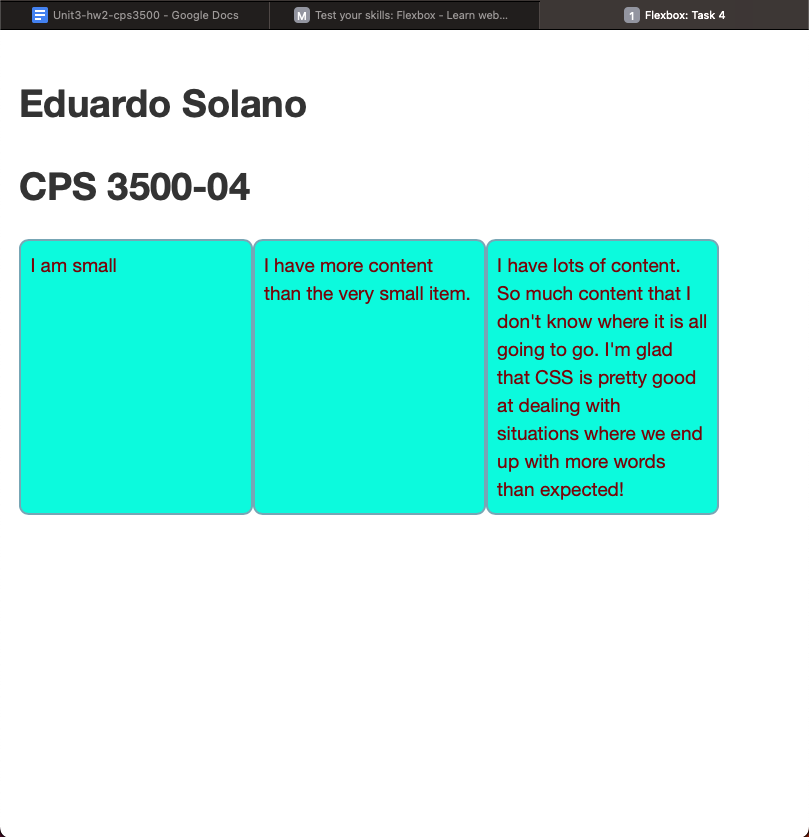 Unit3-hw2-cps3500 - Google Docs
M Test your skills: Flexbox - Learn web...
1 Flexbox: Task 4
Eduardo Solano
CPS 3500-04
I am small
I have more content
than the very small item.
I have lots of content.
So much content that I
don't know where it is all
going to go. I'm glad
that CSS is pretty good
at dealing with
situations where we end
up with more words
than expected!